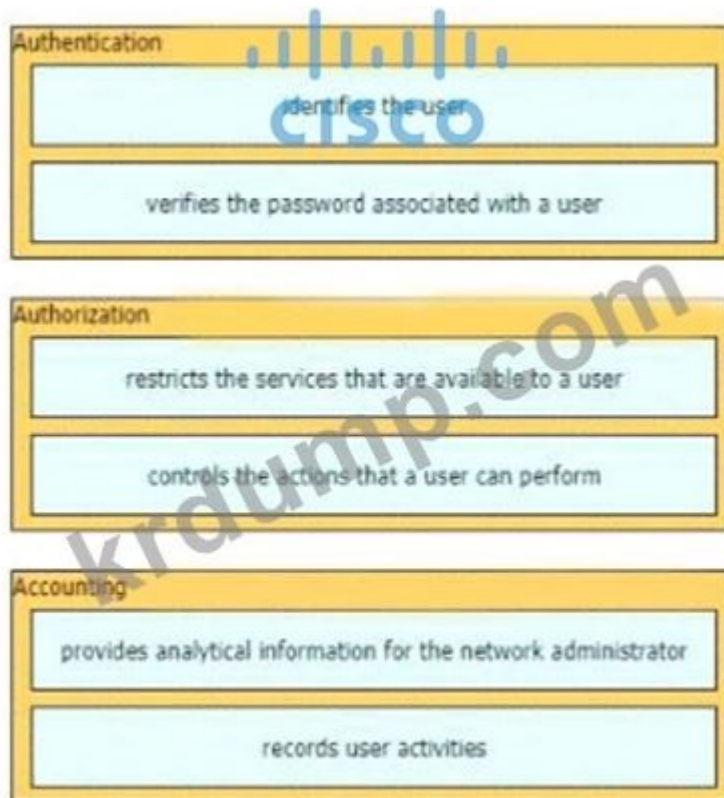 Authentication
identifies the user
cisco
verifies the password associated with a user
Authorization
restricts the services that are available to a user
controls the actions that a user can perform
krdump.com
Accounting
provides analytical information for the network administrator
records user activities